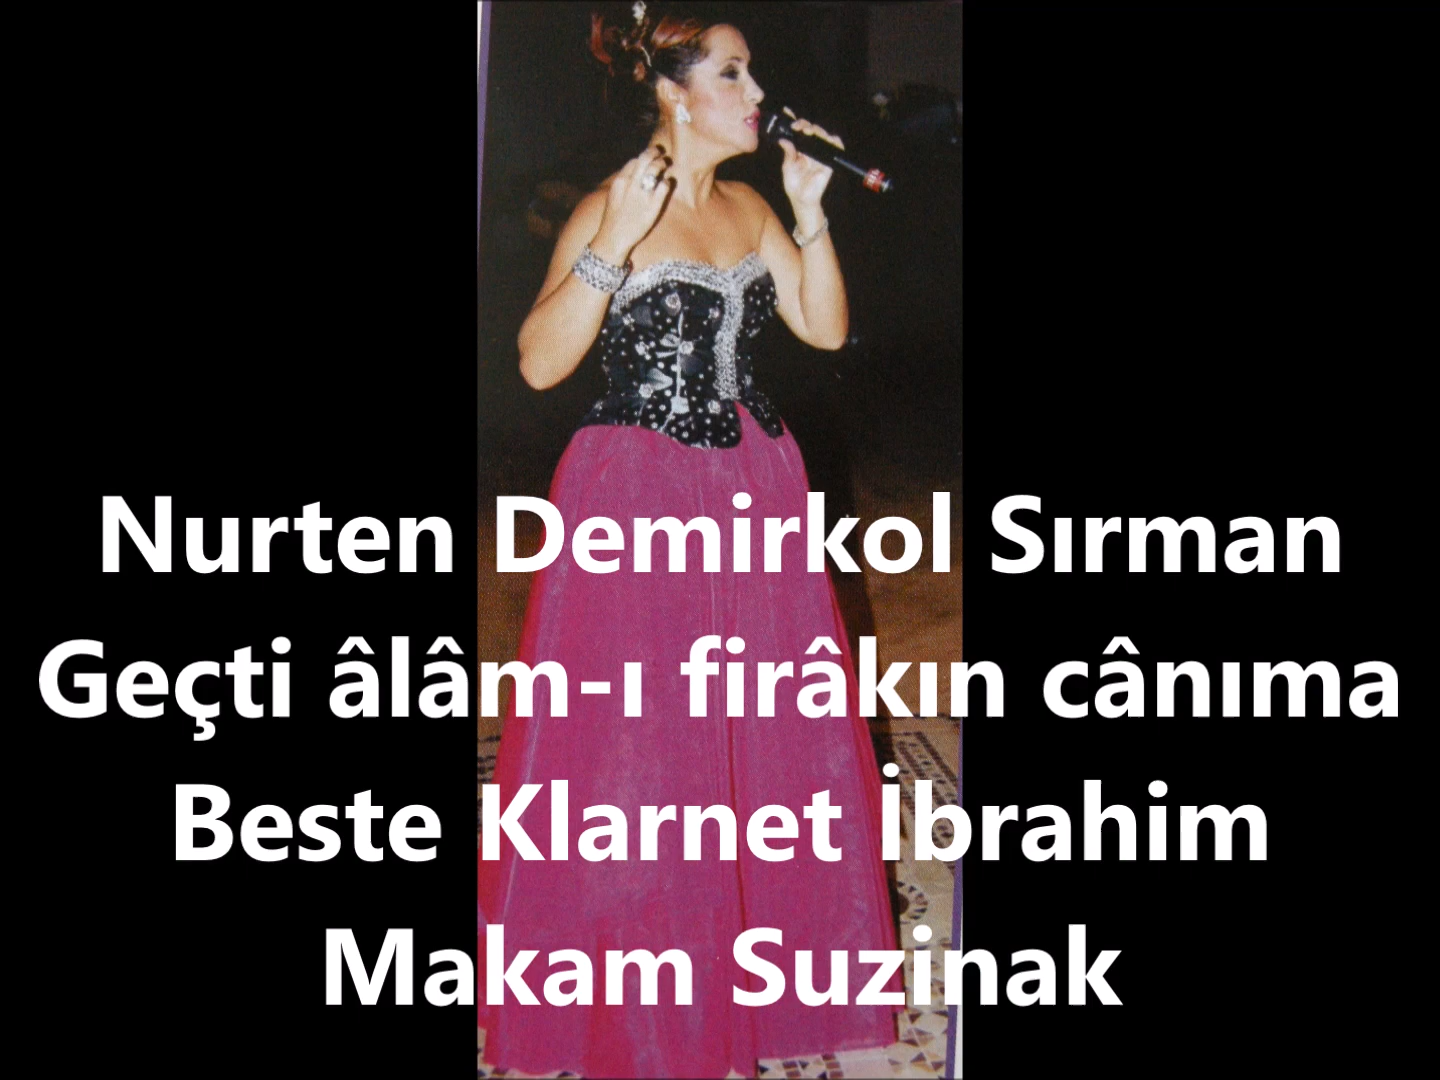 Nurten Demirkol Sırman
Geçti âlâm-ı firâkın cânıma
Beste Klarnet İbrahim
Makam Suzinak